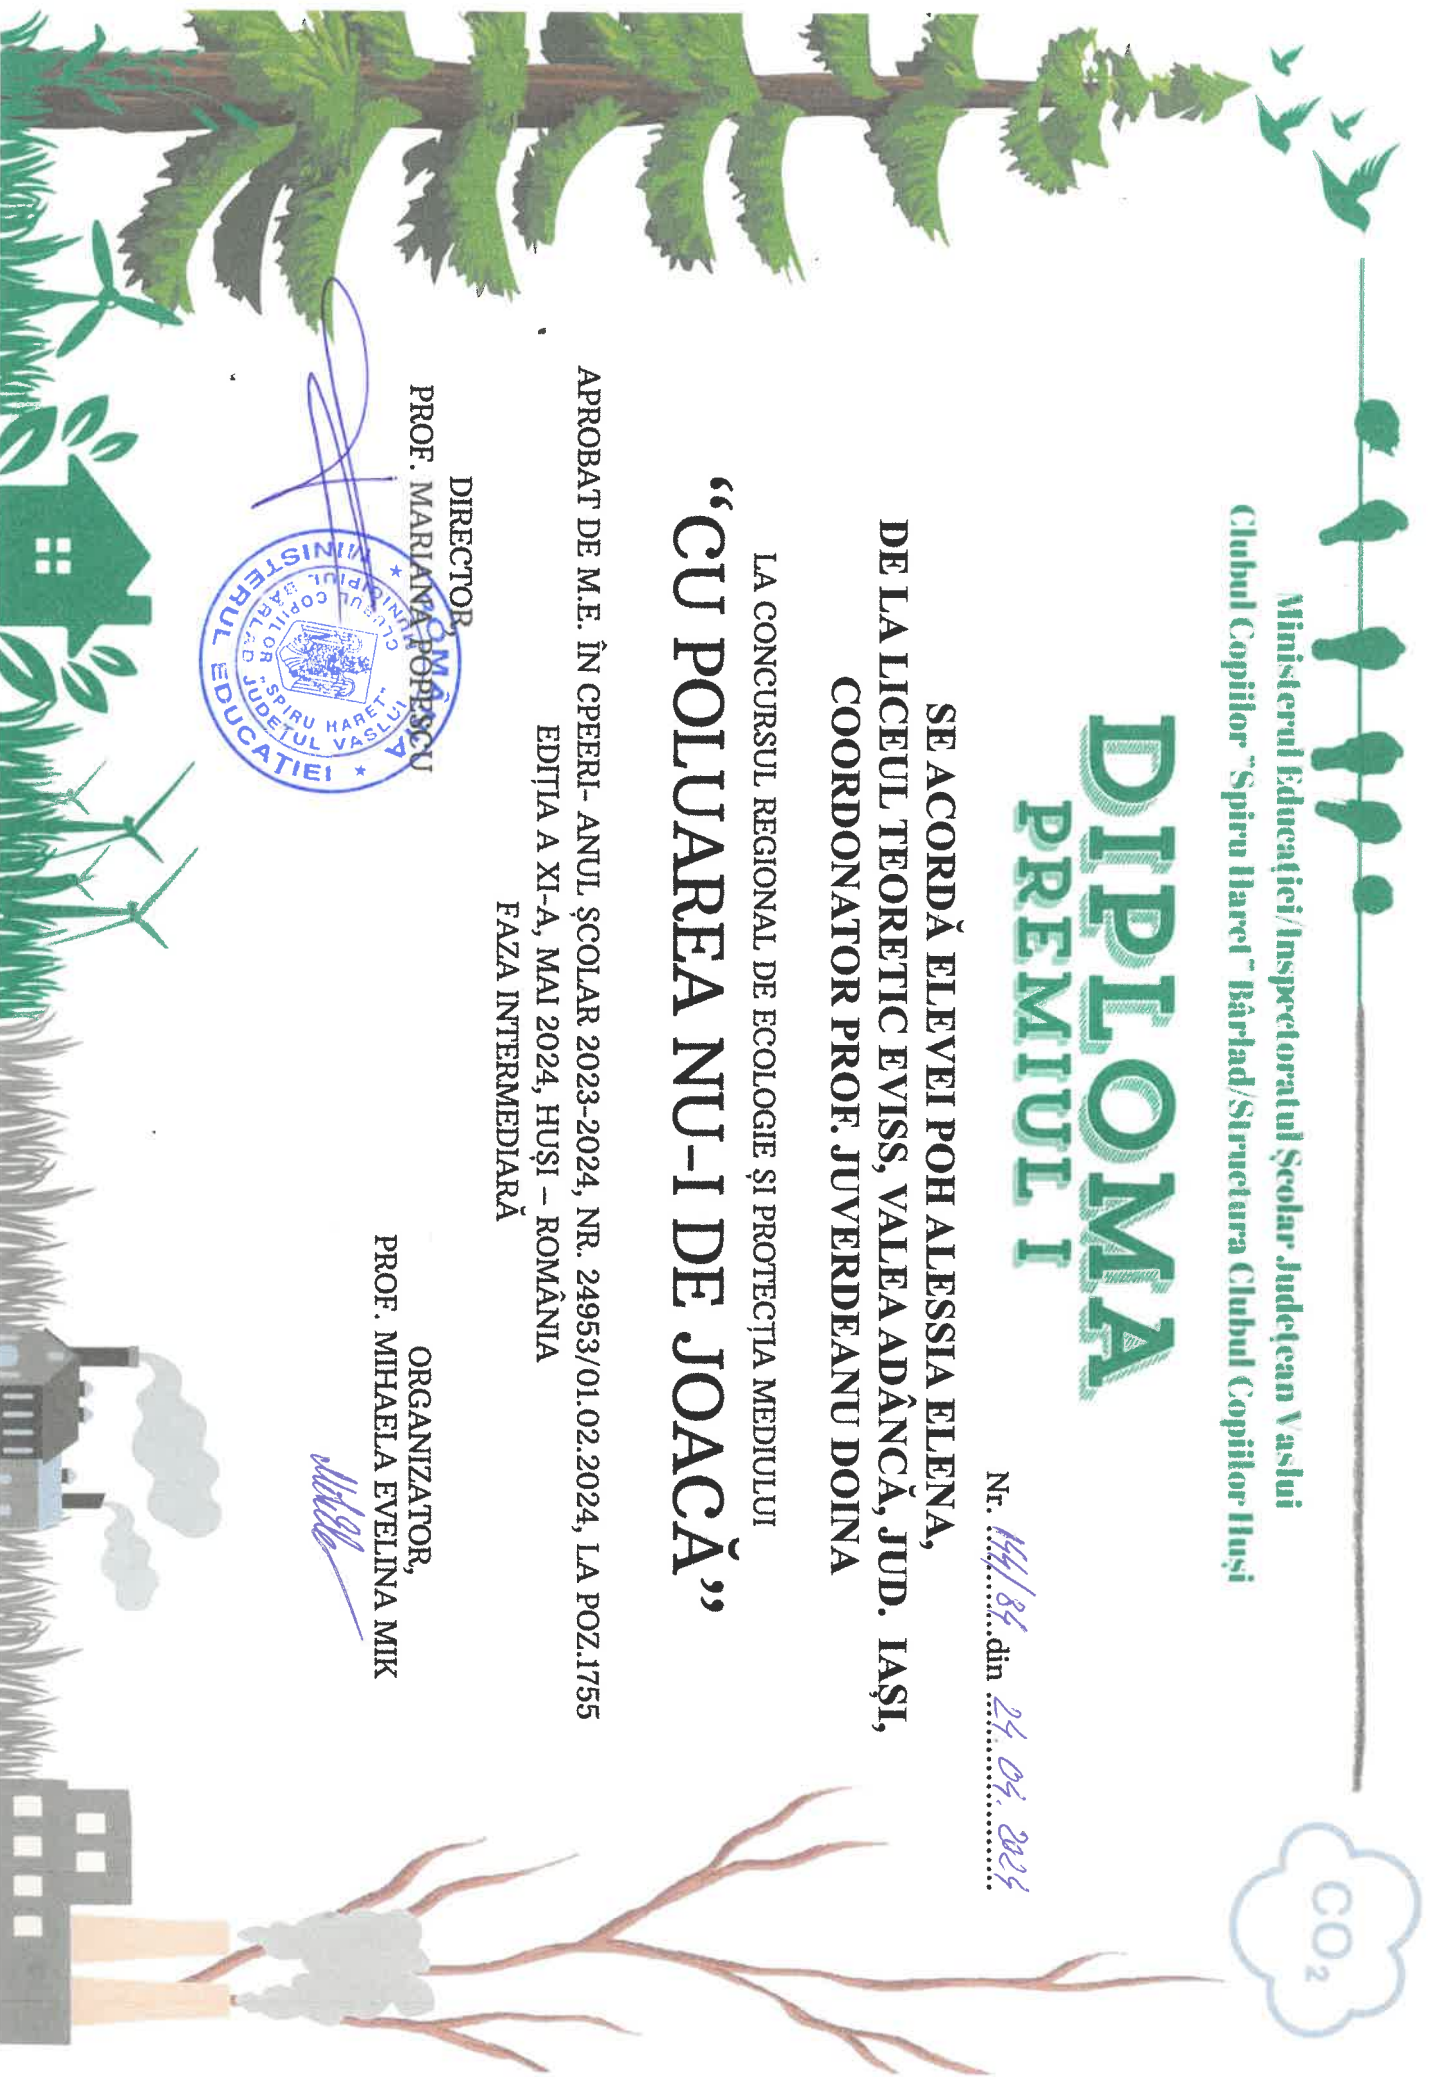 Ministerul Educației/Inspectoratul Școlar Județean Vaslui
Clubul Copiilor "Spiru Haret" Bârlad/Structura Clubul Copiilor Huși
DIPLOMA
PREMIUL I
Nr. 144/84 din 24.04.2024
SE ACORDĂ ELEVEI POH ALESSIA ELENA,
DE LA LICEUL TEORETIC EVISS, VALEA ADÂNCĂ, JUD. IAȘI,
COORDONATOR PROF. JUVERDEANU DOINA
LA CONCURSUL REGIONAL DE ECOLOGIE ȘI PROTECȚIA MEDIULUI
“CU POLUAREA NU-I DE JOACĂ”
APROBAT DE M.E. ÎN CPEERI- ANUL ȘCOLAR 2023-2024, NR. 24953/01.02.2024, LA POZ.1755
EDIȚIA A XI-A, MAI 2024, HUȘI – ROMÂNIA
FAZA INTERMEDIARĂ
DIRECTOR,
PROF. MARIANA POPESCU
ROMÂNIA * MINISTERUL EDUCAȚIEI *
MUNICIPIUL BÂRLAD JUDEȚUL VASLUI
CLUBUL COPIILOR "SPIRU HARET"
ORGANIZATOR,
PROF. MIHAELA EVELINA MIK
CO2